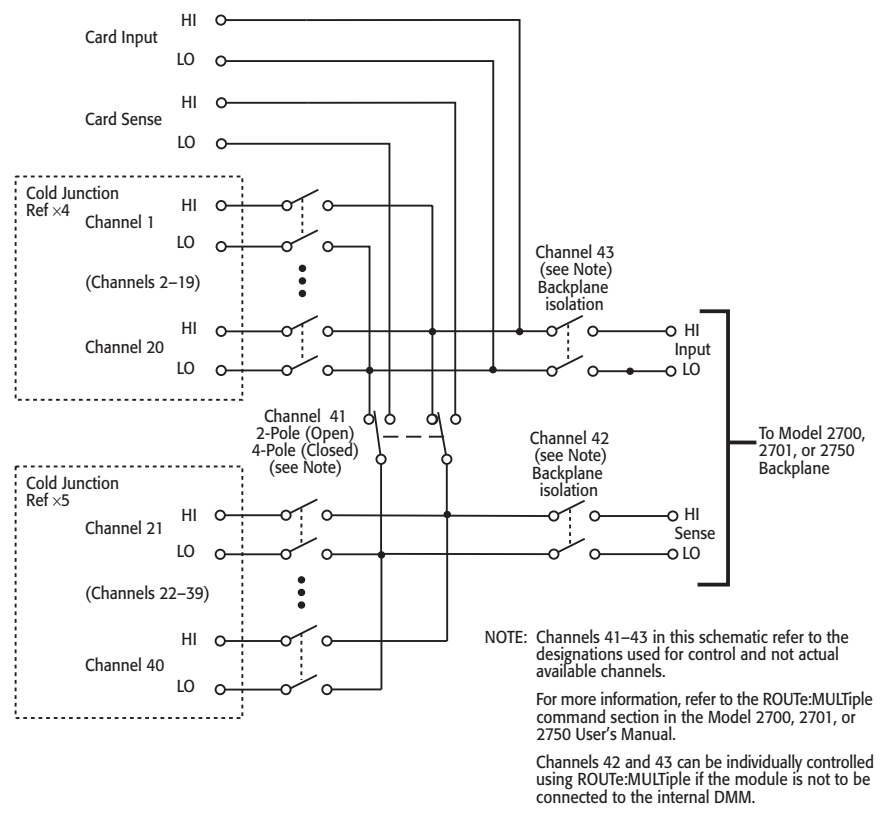 HI
Card Input
LO
HI
Card Sense
LO
Cold Junction
Ref ×4
HI
Channel 1
LO
(Channels 2–19)
HI
Channel 20
LO
Channel 43
(see Note)
Backplane
isolation
HI
Input
LO
Channel 41
2-Pole (Open)
4-Pole (Closed)
(see Note)
Channel 42
(see Note)
Backplane
isolation
To Model 2700,
2701, or 2750
Backplane
Cold Junction
Ref ×5
HI
Channel 21
LO
HI
Sense
LO
(Channels 22–39)
HI
Channel 40
LO
NOTE: Channels 41–43 in this schematic refer to the
designations used for control and not actual
available channels.
For more information, refer to the ROUTe:MULTiple
command section in the Model 2700, 2701, or
2750 User's Manual.
Channels 42 and 43 can be individually controlled
using ROUTe:MULTiple if the module is not to be
connected to the internal DMM.